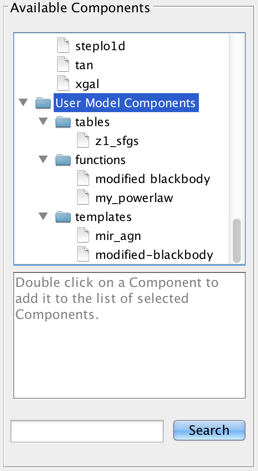 Available Components
steplo1d
tan
xgal
User Model Components
tables
z1_sfgs
functions
modified blackbody
my_powerlaw
templates
mir_agn
modified-blackbody
Double click on a Component to
add it to the list of selected
Components.
Search